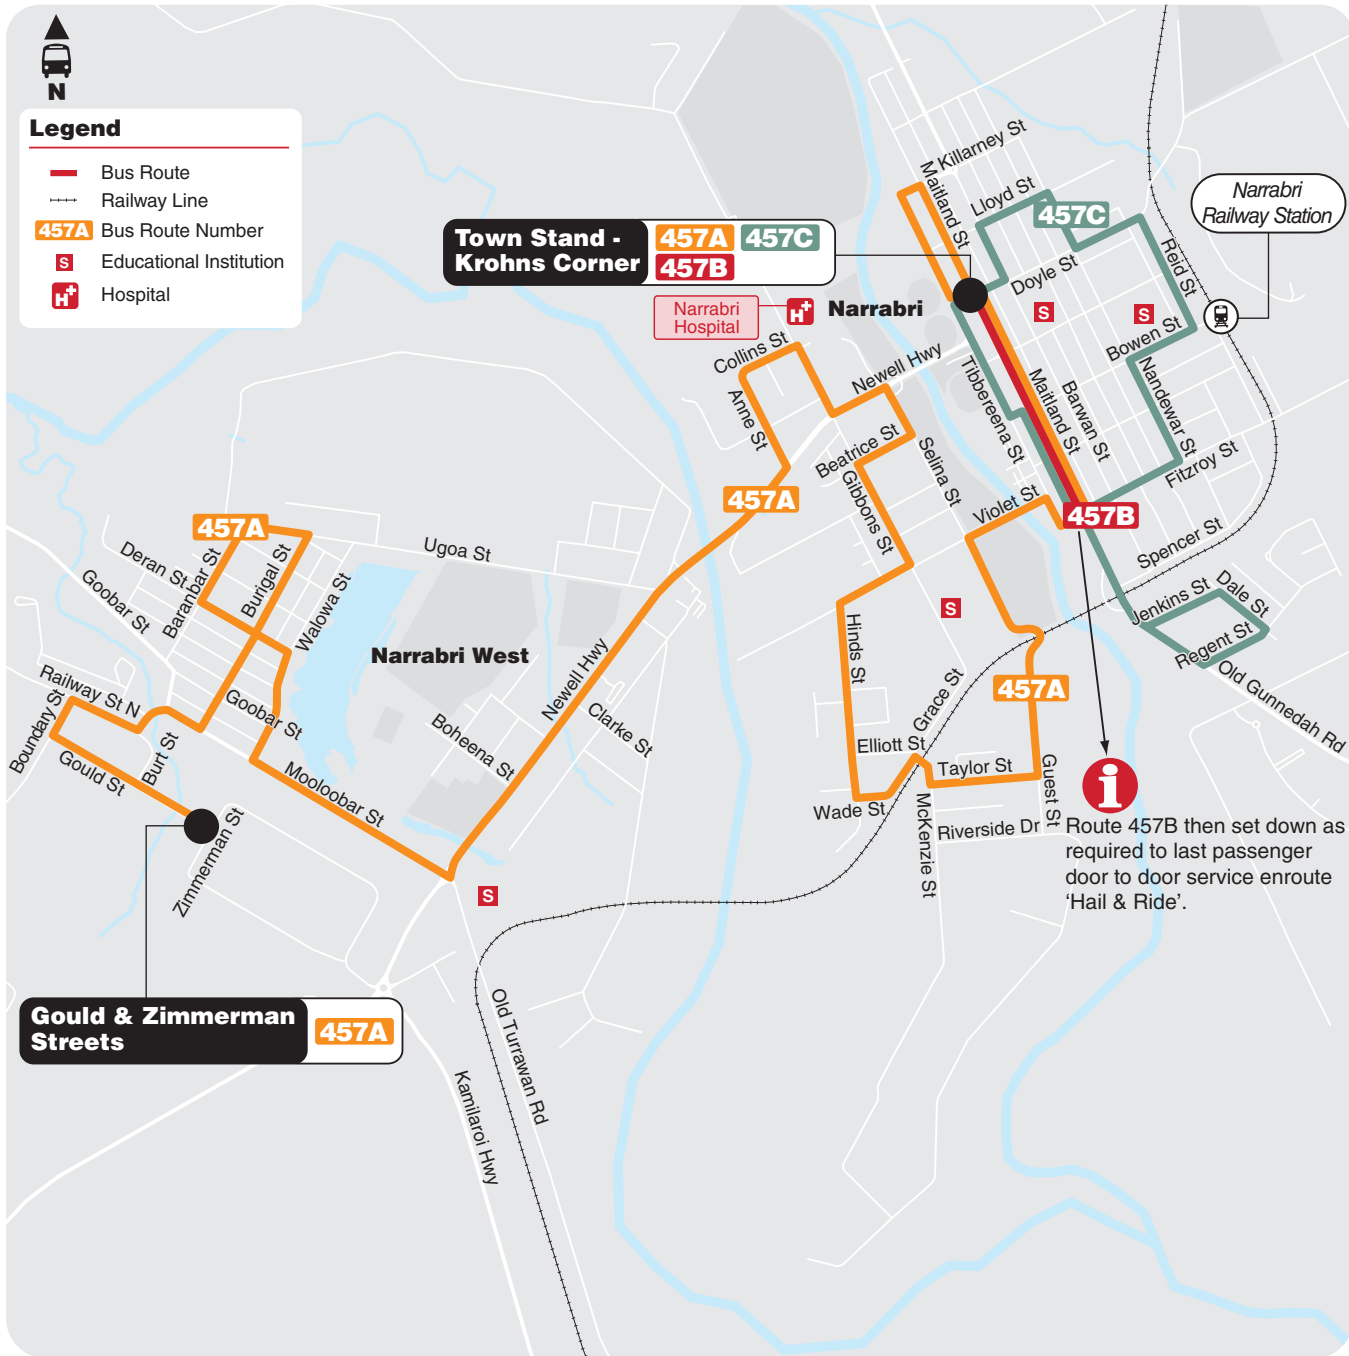 N
Legend
Bus Route
Railway Line
457A Bus Route Number
S Educational Institution
H+ Hospital
Killarney St
Maitland St
Lloyd St
457C
Narrabri
Railway Station
Town Stand -
Krohns Corner
457A 457C
457B
Doyle St
Reid St
Narrabri
Hospital
H+
Narrabri
S
S
Bowen St
Collins St
Newell Hwy
Tibbereena St
Maitland St
Barwan St
Nandewar St
Anne St
Beatrice St
Selina St
Fitzroy St
Gibbons St
457A
Violet St
457B
457A
Ugoa St
Spencer St
Deran St
Goobar St
Baranbar St
Burigal St
Walowa St
Jenkins St
Dale St
S
Hinds St
Regent St
Narrabri West
Newell Hwy
Grace St
457A
Old Gunnedah Rd
Railway St N
Boundary St
Goobar St
Boheena St
Clarke St
Elliott St
Gould St
Burt St
Mooloobar St
Taylor St
Guest St
Wade St
McKenzie St
Riverside Dr
Zimmerman St
i
Route 457B then set down as
required to last passenger
door to door service enroute
‘Hail & Ride’.
S
Gould & Zimmerman
Streets
457A
Old Turrawan Rd
Kamilaroi Hwy